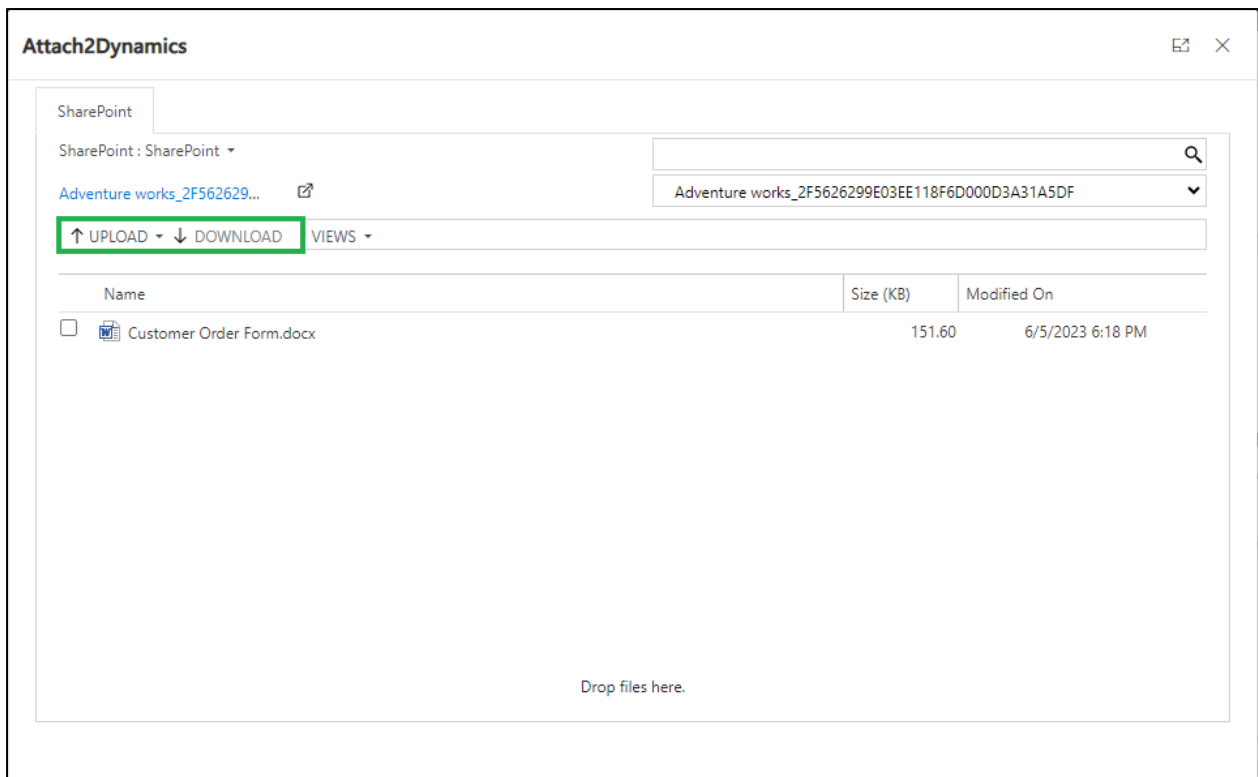 Attach2Dynamics
SharePoint
SharePoint : SharePoint
Adventure works_2F562629...
Adventure works_2F5626299E03EE118F6D000D3A31A5DF
UPLOAD DOWNLOAD VIEWS
Name Size (KB) Modified On
Customer Order Form.docx 151.60 6/5/2023 6:18 PM
Drop files here.